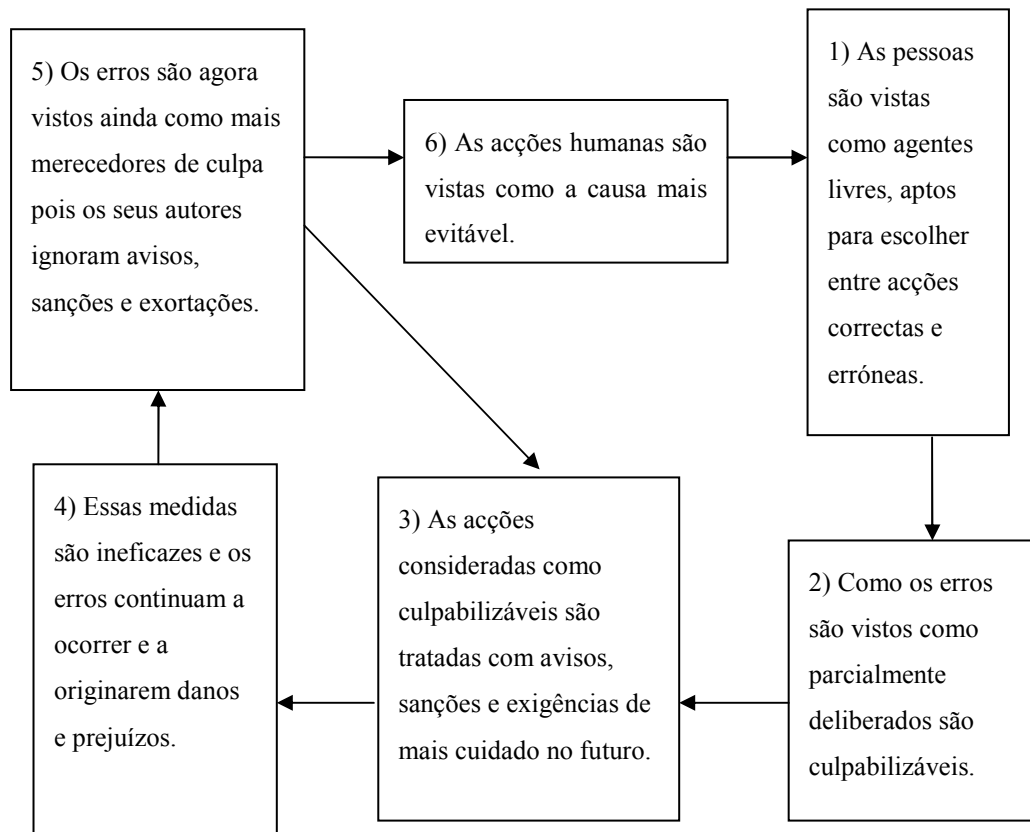 1) As pessoas
são vistas
como agentes
livres, aptos
para escolher
entre acções
correctas e
erróneas.
2) Como os erros
são vistos como
parcialmente
deliberados são
culpabilizáveis.
3) As acções
consideradas como
culpabilizáveis são
tratadas com avisos,
sanções e exigências de
mais cuidado no futuro.
4) Essas medidas
são ineficazes e os
erros continuam a
ocorrer e a
originarem danos
e prejuízos.
5) Os erros são agora
vistos ainda como mais
merecedores de culpa
pois os seus autores
ignoram avisos,
sanções e exortações.
6) As acções humanas são
vistas como a causa mais
evitável.